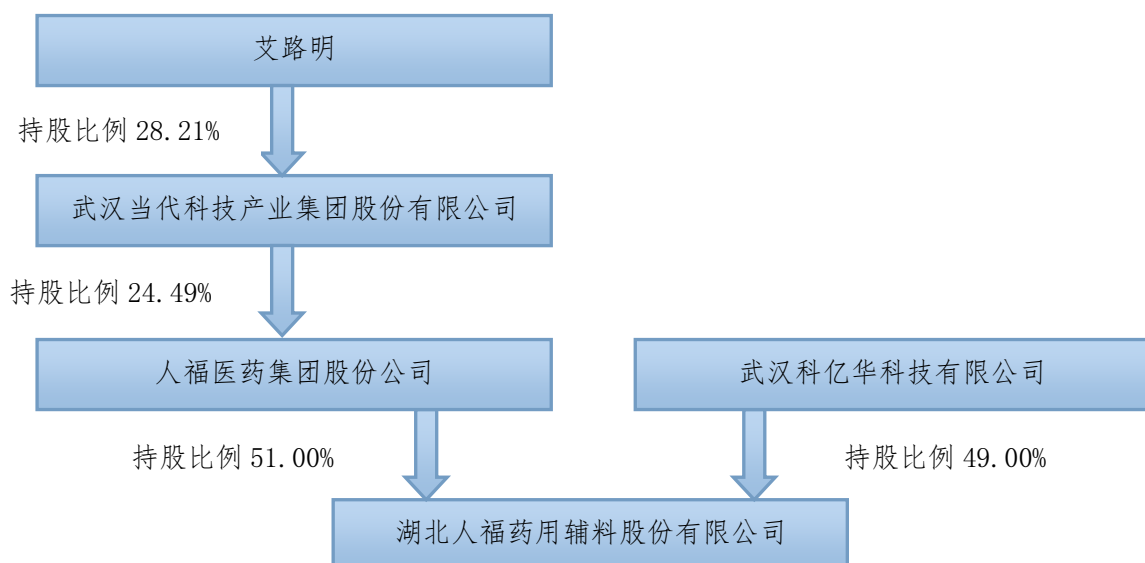 艾路明
持股比例 28.21%
武汉当代科技产业集团股份有限公司
持股比例 24.49%
人福医药集团股份公司
武汉科亿华科技有限公司
持股比例 51.00%
持股比例 49.00%
湖北人福药用辅料股份有限公司